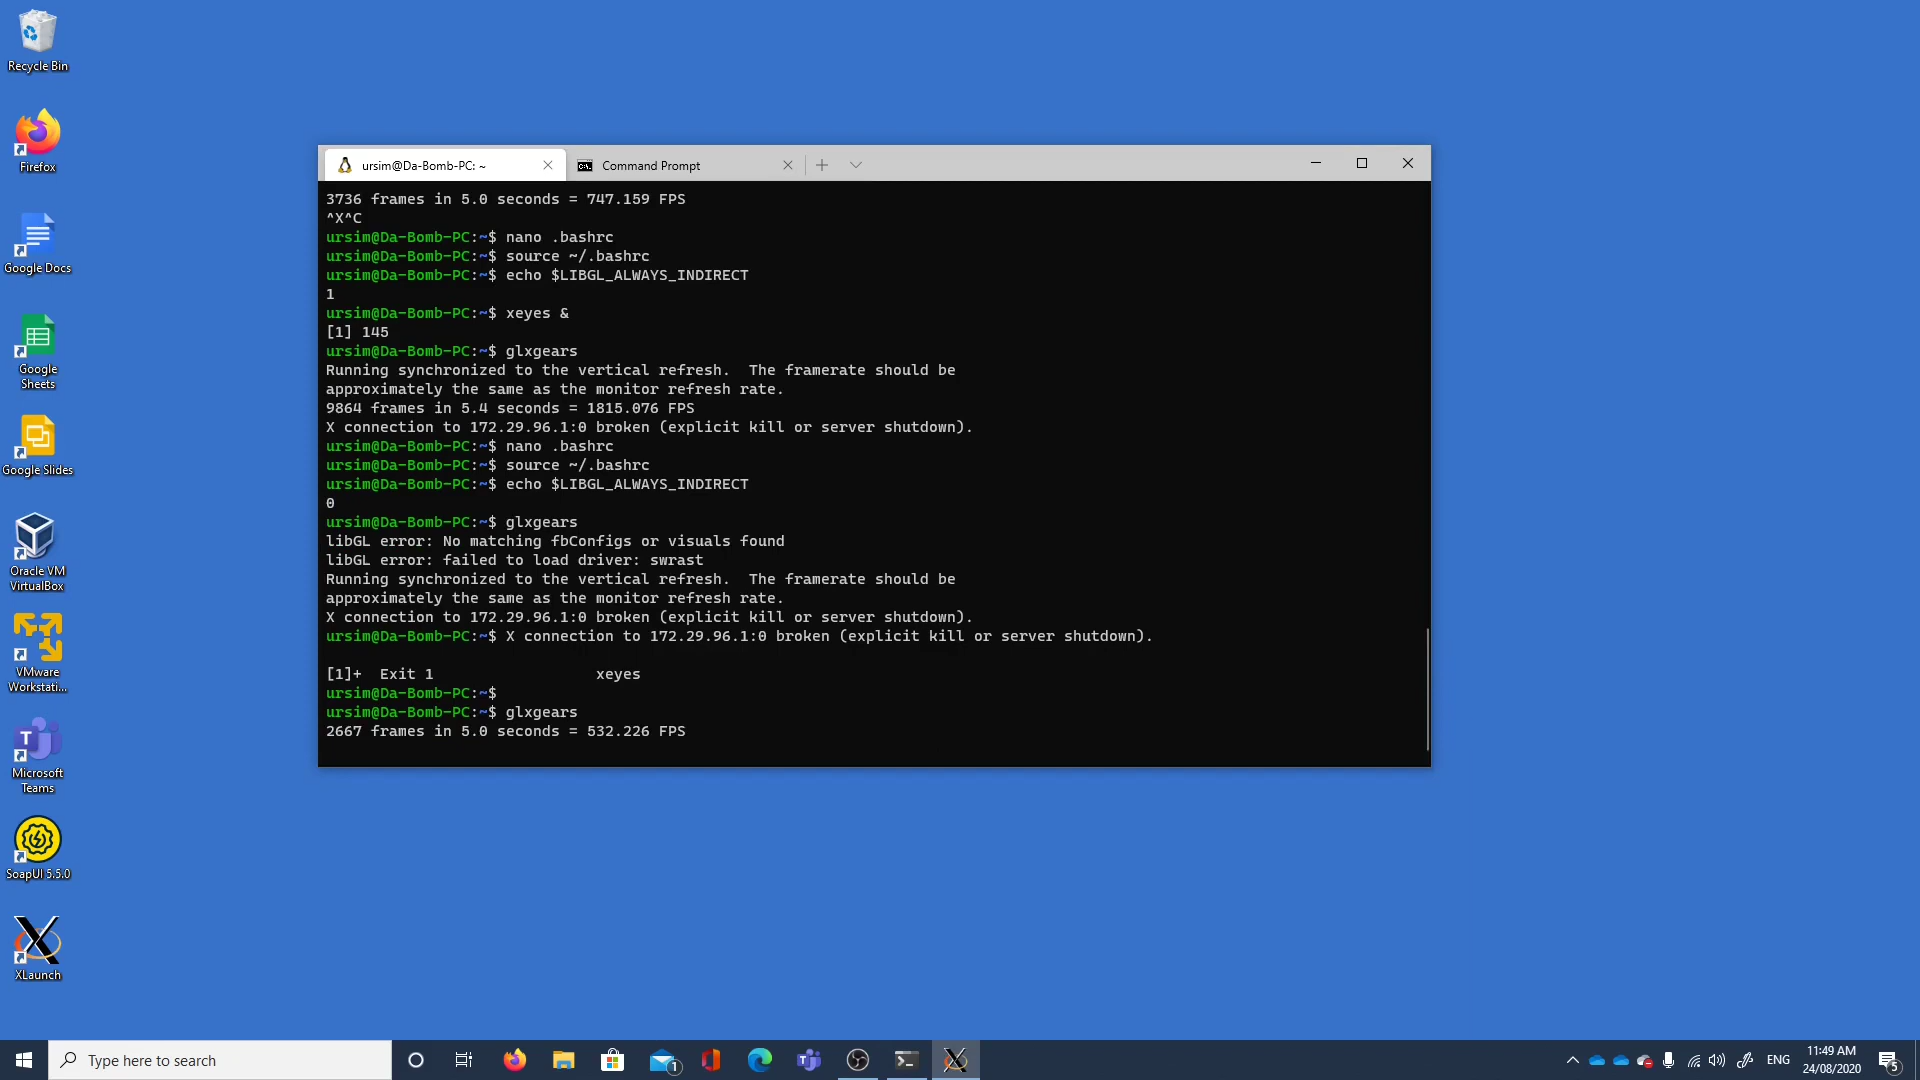 Recycle Bin
Firefox
Google Docs
Google
Sheets
Google Slides
Oracle VM
VirtualBox
VMware
Workstati...
Microsoft
Teams
SoapUI 5.5.0
XLaunch
ursim@Da-Bomb-PC: ~
Command Prompt
3736 frames in 5.0 seconds = 747.159 FPS
^X^C
ursim@Da-Bomb-PC:~$ nano .bashrc
ursim@Da-Bomb-PC:~$ source ~/.bashrc
ursim@Da-Bomb-PC:~$ echo $LIBGL_ALWAYS_INDIRECT
1
ursim@Da-Bomb-PC:~$ xeyes &
[1] 145
ursim@Da-Bomb-PC:~$ glxgears
Running synchronized to the vertical refresh.  The framerate should be
approximately the same as the monitor refresh rate.
9864 frames in 5.4 seconds = 1815.076 FPS
X connection to 172.29.96.1:0 broken (explicit kill or server shutdown).
ursim@Da-Bomb-PC:~$ nano .bashrc
ursim@Da-Bomb-PC:~$ source ~/.bashrc
ursim@Da-Bomb-PC:~$ echo $LIBGL_ALWAYS_INDIRECT
0
ursim@Da-Bomb-PC:~$ glxgears
libGL error: No matching fbConfigs or visuals found
libGL error: failed to load driver: swrast
Running synchronized to the vertical refresh.  The framerate should be
approximately the same as the monitor refresh rate.
X connection to 172.29.96.1:0 broken (explicit kill or server shutdown).
ursim@Da-Bomb-PC:~$ X connection to 172.29.96.1:0 broken (explicit kill or server shutdown).
[1]+  Exit 1                  xeyes
ursim@Da-Bomb-PC:~$
ursim@Da-Bomb-PC:~$ glxgears
2667 frames in 5.0 seconds = 532.226 FPS
Type here to search
1
ENG
11:49 AM
24/08/2020
5